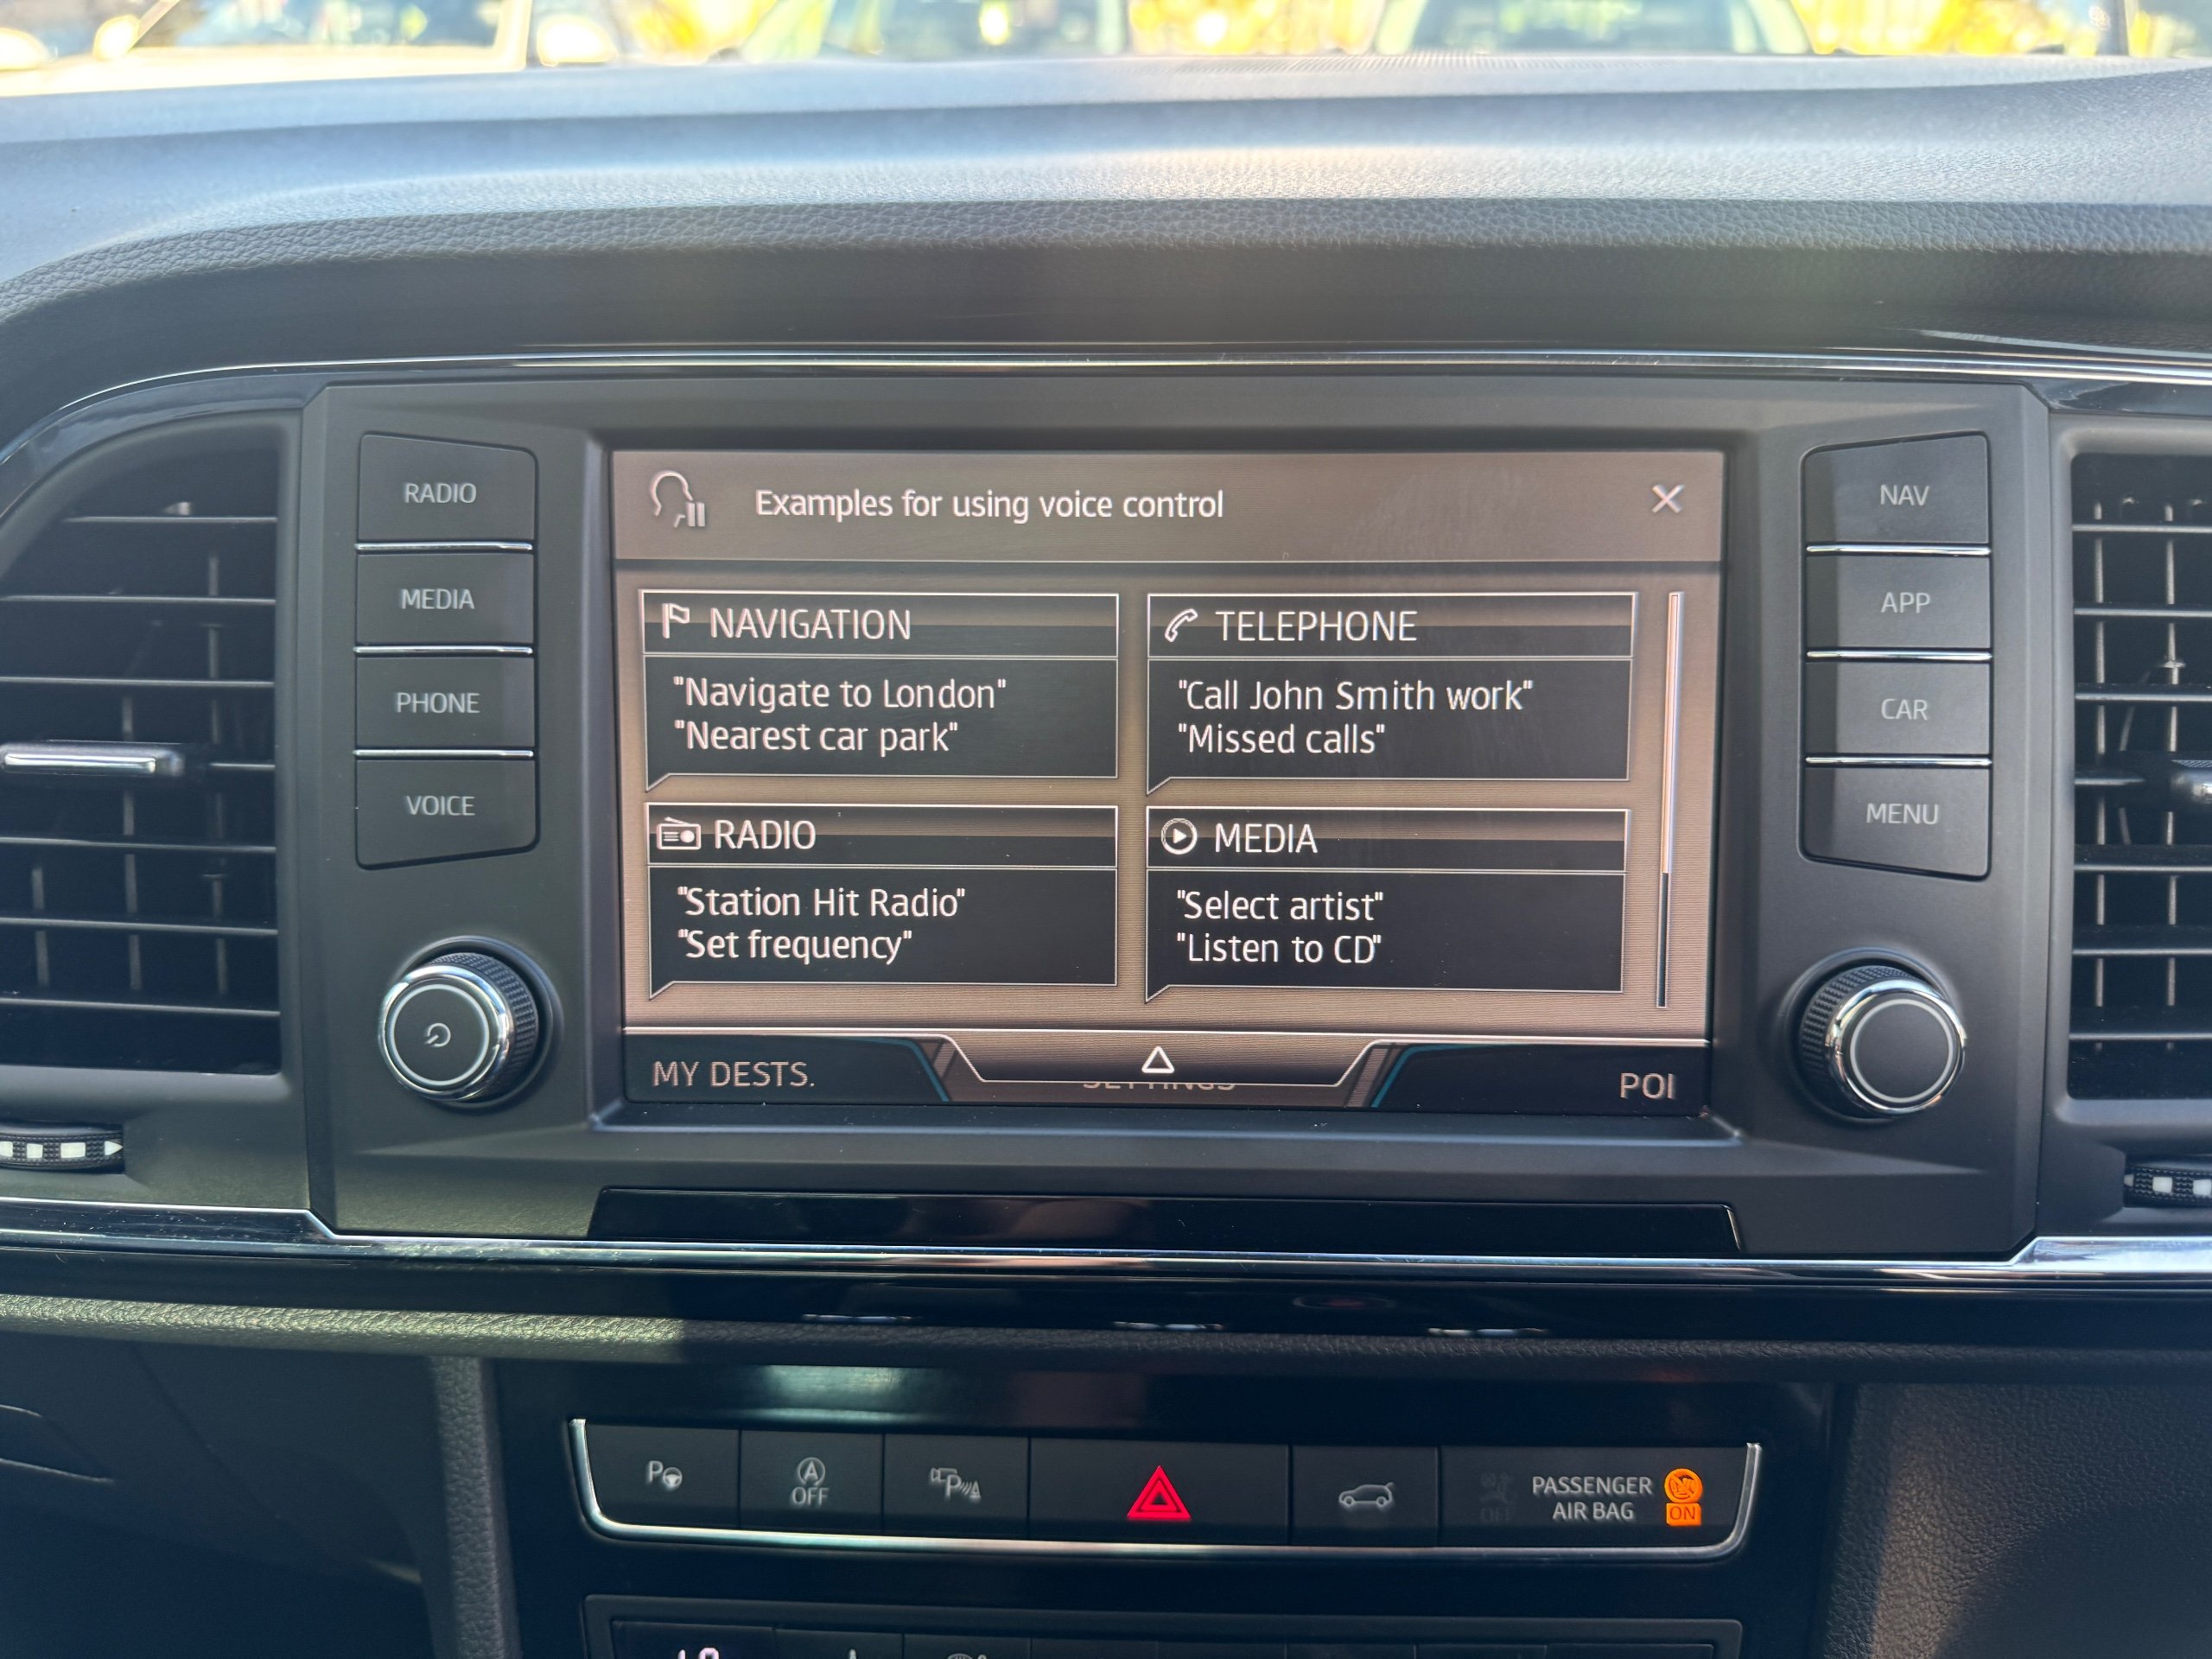 RADIO
MEDIA
PHONE
VOICE
Examples for using voice control
NAVIGATION
"Navigate to London"
"Nearest car park"
TELEPHONE
"Call John Smith work"
"Missed calls"
RADIO
"Station Hit Radio"
"Set frequency"
MEDIA
"Select artist"
"Listen to CD"
MY DESTS.
SETTINGS
POI
NAV
APP
CAR
MENU
P
A
OFF
P
PASSENGER
AIR BAG
ON